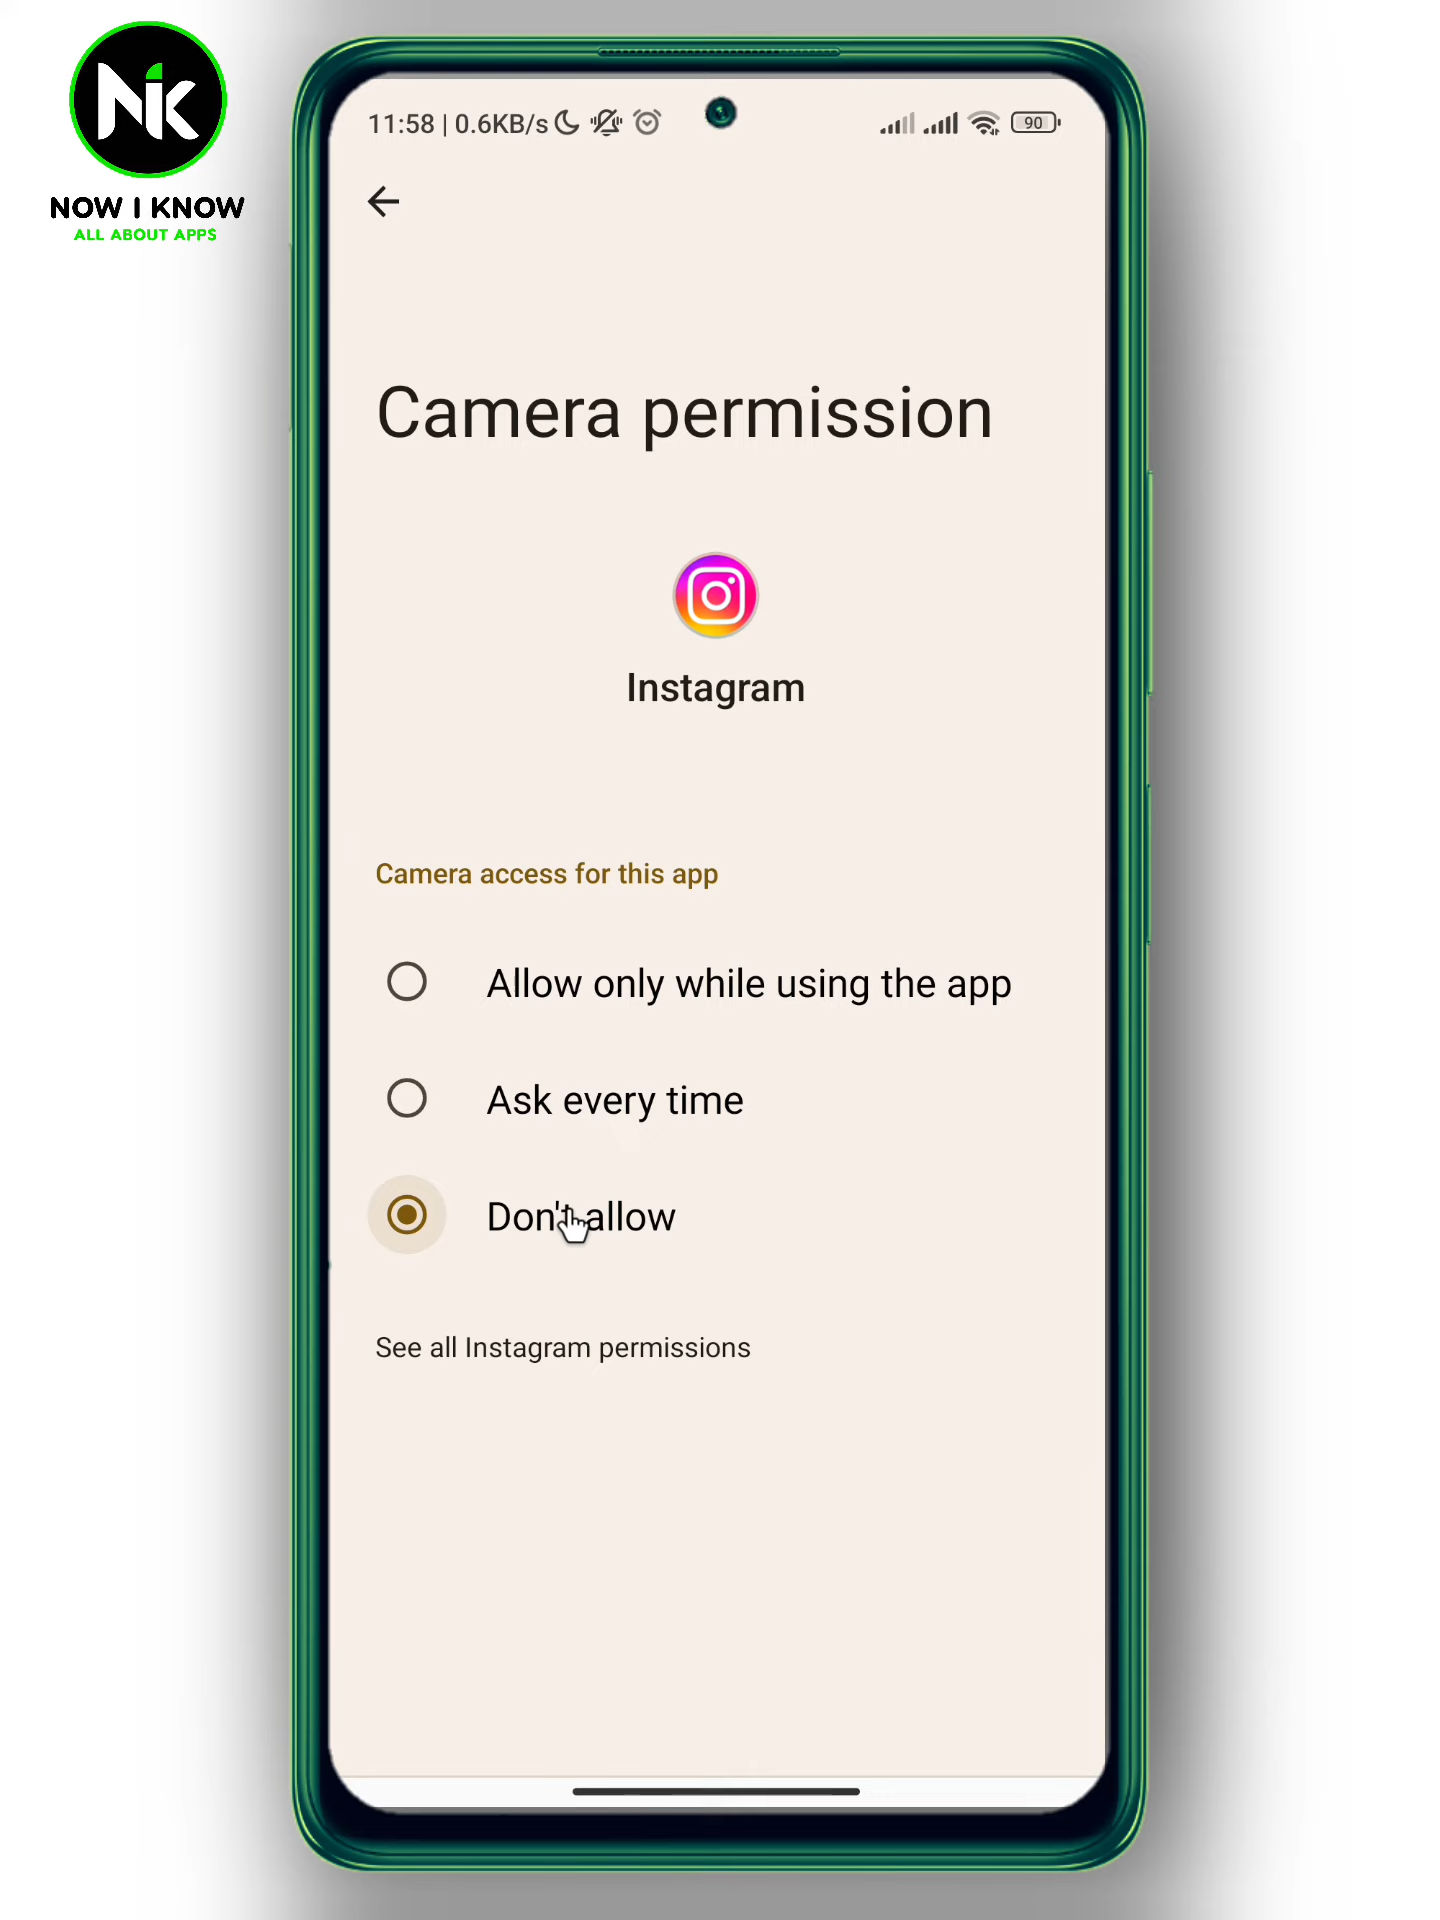 NIK
NOW I KNOW
ALL ABOUT APPS
11:58 | 0.6KB/s
90
Camera permission
Instagram
Camera access for this app
Allow only while using the app
Ask every time
Don't allow
See all Instagram permissions